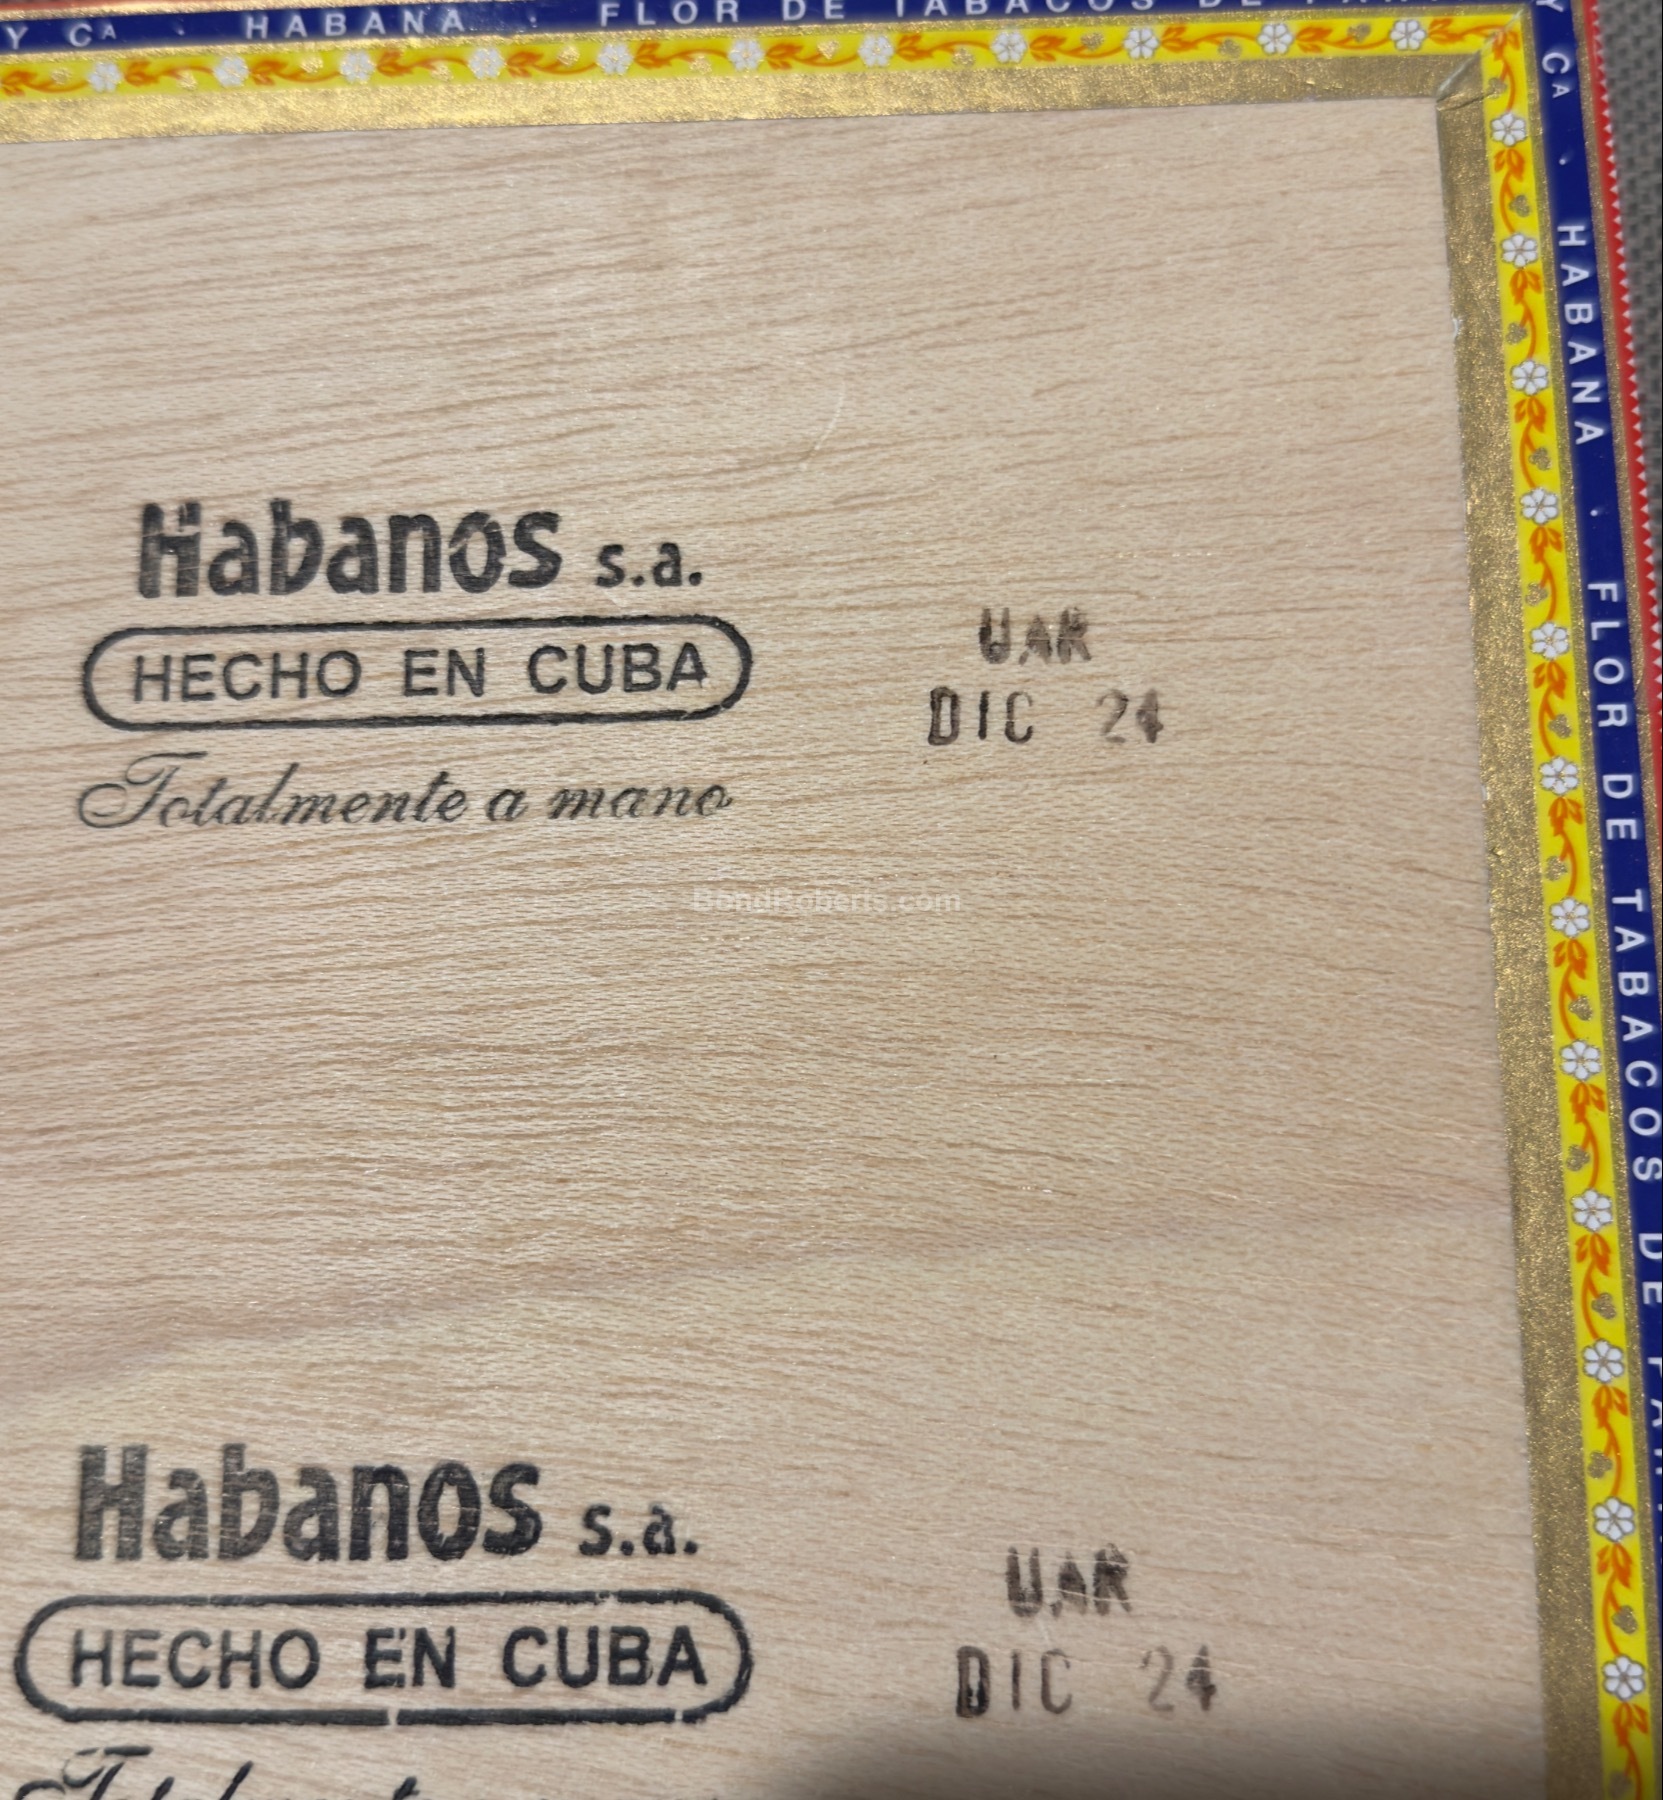 Y Cª · HABANA · FLOR DE TABACOS DE
Y Cª · HABANA · FLOR DE TABACOS DE
Habanos s.a.
HECHO EN CUBA
Totalmente a mano
UAR
DIC 24
BondRoberts.com
Habanos s.a.
HECHO EN CUBA
UAR
DIC 24